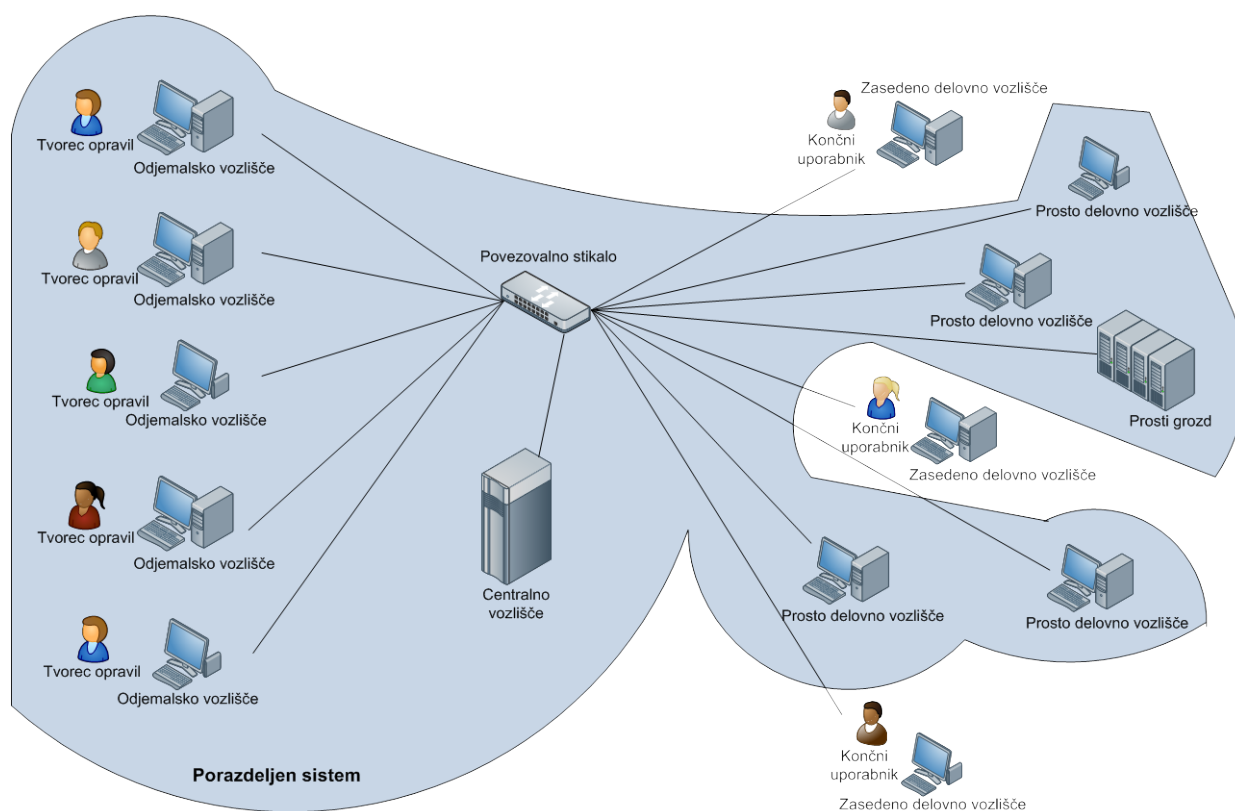 Tvorec opravil
Odjemalsko vozlišče
Tvorec opravil
Odjemalsko vozlišče
Tvorec opravil
Odjemalsko vozlišče
Tvorec opravil
Odjemalsko vozlišče
Tvorec opravil
Odjemalsko vozlišče
Porazdeljen sistem
Povezovalno stikalo
Centralno
vozlišče
Zasedeno delovno vozlišče
Končni
uporabnik
Prosto delovno vozlišče
Prosto delovno vozlišče
Prosti grozd
Končni
uporabnik
Zasedeno delovno vozlišče
Prosto delovno vozlišče
Prosto delovno vozlišče
Končni
uporabnik
Zasedeno delovno vozlišče